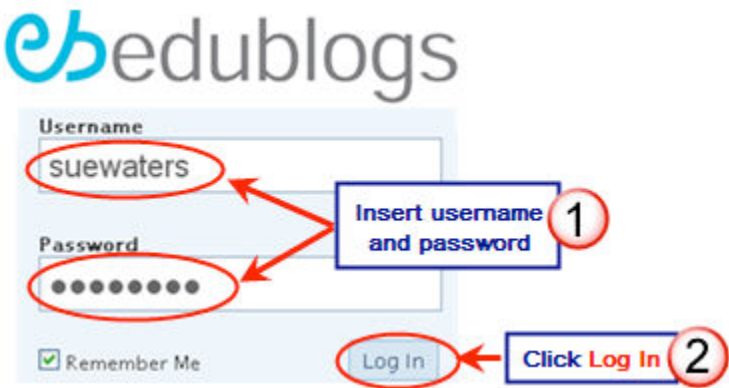 edublogs
Username
suewaters
Insert username
and password
1
Password
••••••••
Remember Me
Log In
Click Log In
2